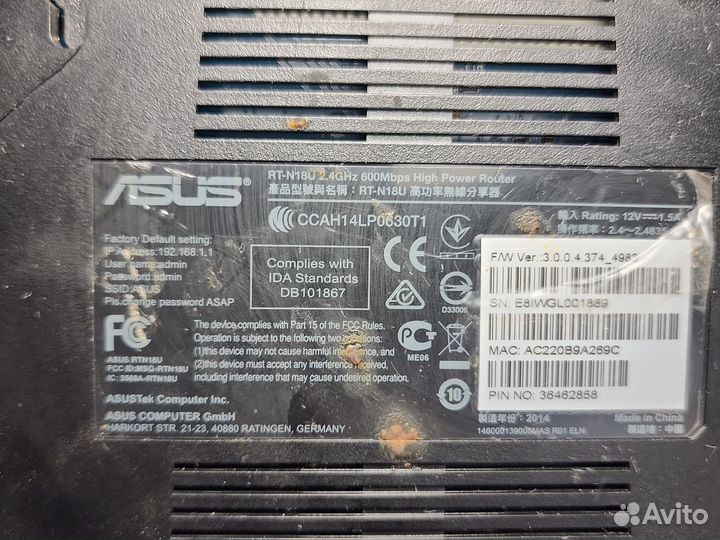 RT-N18U 2.4GHz 600Mbps High Power Router
ASUS®
產品型號與名稱：RT-N18U 高功率無線分享器
CCAH14LP0630T1
輸入 Rating: 12V 1.5A
操作頻率: 2.4~2.4835
Factory Default setting:
IP Address:192.168.1.1
User name:admin
password:admin
SSID:ASUS
Pls.change password ASAP
Complies with
IDA Standards
DB101867
D33005
F/W Ver.:3.0.0.4.374_4983
SN: E8IWGL001889
MAC: AC220B9A269C
PIN NO: 36462858
FC
ASUS RTN18U
FCC ID:MSQ-RTN18U
IC: 3568A-RTN18U
The device complies with Part 15 of the FCC Rules.
Operation is subject to the following two conditions:
(1)this device may not cause harmful interference, and
(2)this device must accept any interference received,
including interference that may cause undesired operation.
ME06
10
ASUSTek Computer Inc.
ASUS COMPUTER GmbH
HARKORT STR. 21-23, 40880 RATINGEN, GERMANY
製造年份：2014
Made in China
製造地：中國
R01 ELN
Avito